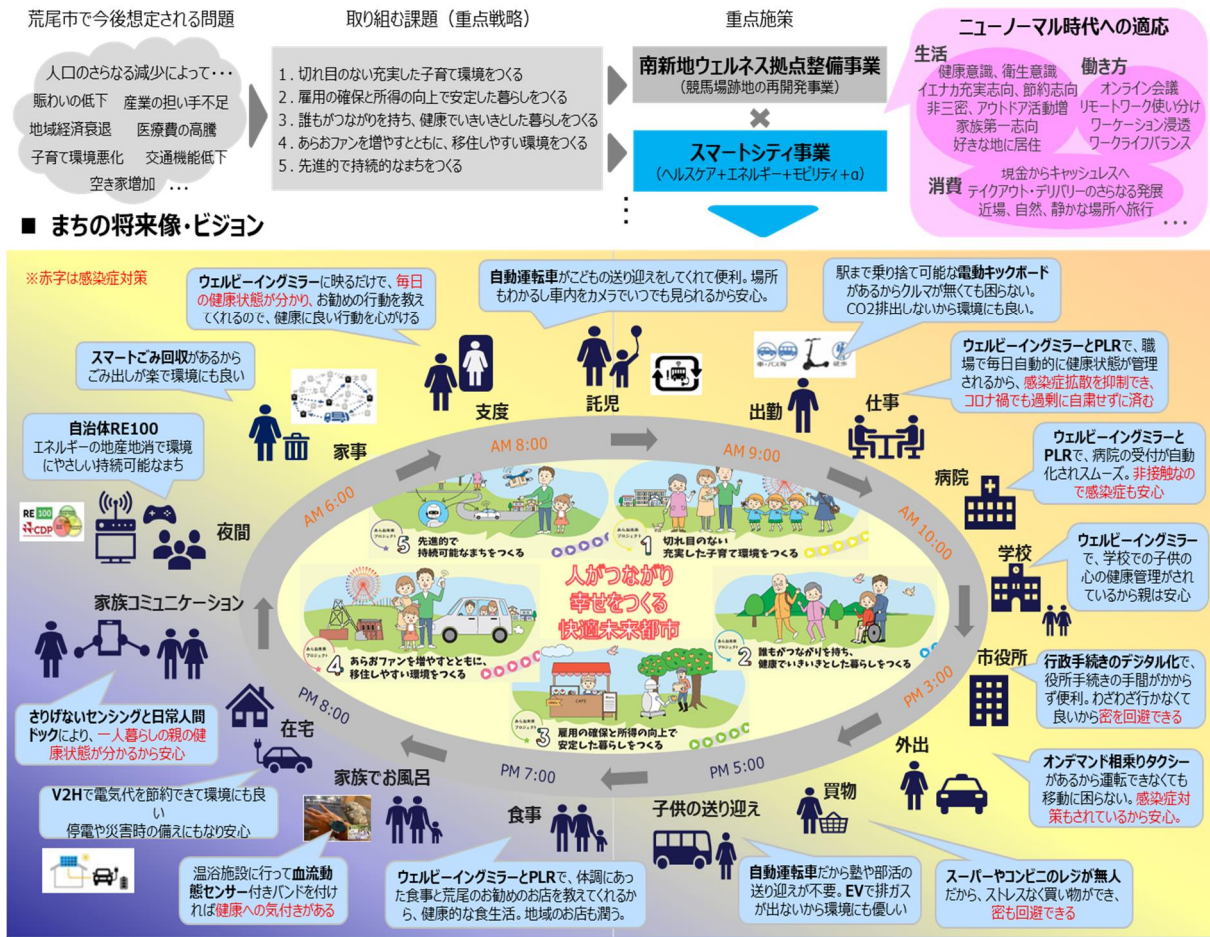 荒尾市で今後想定される問題
人口のさらなる減少によって・・・
賑わいの低下 産業の担い手不足
地域経済衰退 医療費の高騰
子育て環境悪化 交通機能低下
空き家増加 ・・・
取り組む課題（重点戦略）
1．切れ目のない充実した子育て環境をつくる
2．雇用の確保と所得の向上で安定した暮らしをつくる
3．誰もがつながりを持ち、健康でいきいきとした暮らしをつくる
4．あらおファンを増やすとともに、移住しやすい環境をつくる
5．先進的で持続的なまちをつくる
重点施策
南新地ウェルネス拠点整備事業
（競馬場跡地の再開発事業）
×
スマートシティ事業
（ヘルスケア＋エネルギー＋モビリティ＋α）
ニューノーマル時代への適応
生活
健康意識、衛生意識
イエナカ充実志向、節約志向
非三密、アウトドア活動増
家族第一志向
好きな地に居住
働き方
オンライン会議
リモートワーク使い分け
ワーケーション浸透
ワークライフバランス
消費
現金からキャッシュレスへ
テイクアウト・デリバリーのさらなる発展
近場、自然、静かな場所へ旅行
・・・
■ まちの将来像・ビジョン
※赤字は感染症対策
ウェルビーイングミラーに映るだけで、毎日
の健康状態が分かり、お勧めの行動を教え
てくれるので、健康に良い行動を心がける
自動運転車がこどもの送り迎えをしてくれて便利。場所
もわかるし車内をカメラでいつでも見られるから安心。
駅まで乗り捨て可能な電動キックボード
があるからクルマが無くても困らない。
CO2排出しないから環境にも良い。
スマートごみ回収があるから
ごみ出しが楽で環境にも良い
ウェルビーイングミラーとPLRで、職
場で毎日自動的に健康状態が管理
されるから、感染症拡散を抑制でき、
コロナ禍でも過剰に自粛せずに済む
自治体RE100
エネルギーの地産地消で環境
にやさしい持続可能なまち
ウェルビーイングミラーと
PLRで、病院の受付が自動
化されスムーズ。非接触なの
で感染症も安心
ウェルビーイングミラー
で、学校での子供の
心の健康管理がされ
ているから親は安心
行政手続きのデジタル化で、
役所手続きの手間がかから
ず便利。わざわざ行かなくて
良いから密を回避できる
オンデマンド相乗りタクシー
があるから運転できなくても
移動に困らない。感染症対
策もされているから安心。
スーパーやコンビニのレジが無人
だから、ストレスなく買い物ができ、
密も回避できる
自動運転車だから塾や部活の
送り迎えが不要。EVで排ガス
が出ないから環境にも優しい
ウェルビーイングミラーとPLRで、体調にあっ
た食事と荒尾のお勧めのお店を教えてくれるか
ら、健康的な食生活。地域のお店も潤う。
温浴施設に行って血流動
態センサー付きバンドを付け
れば健康への気付きがある
V2Hで電気代を節約できて環境にも良
い
停電や災害時の備えにもなり安心
さりげないセンシングと日常人間
ドックにより、一人暮らしの親の健
康状態が分かるから安心
家事
支度
託児
出勤
仕事
病院
学校
市役所
外出
買物
子供の送り迎え
食事
家族でお風呂
在宅
家族コミュニケーション
夜間
RE100
CDP
車・バス等
徒歩
AM 6:00
AM 8:00
AM 9:00
AM 10:00
PM 3:00
PM 5:00
PM 7:00
PM 8:00
人がつながり
幸せをつくる
快適未来都市
あらお未来
プロジェクト
1 切れ目のない
充実した子育て環境をつくる
あらお未来
プロジェクト
2 誰もがつながりを持ち、
健康でいきいきとした暮らしをつくる
CAFE
あらお未来
プロジェクト
3 雇用の確保と所得の向上で
安定した暮らしをつくる
あらお未来
プロジェクト
4 あらおファンを増やすとともに、
移住しやすい環境をつくる
あらお未来
プロジェクト
5 先進的で
持続可能なまちをつくる